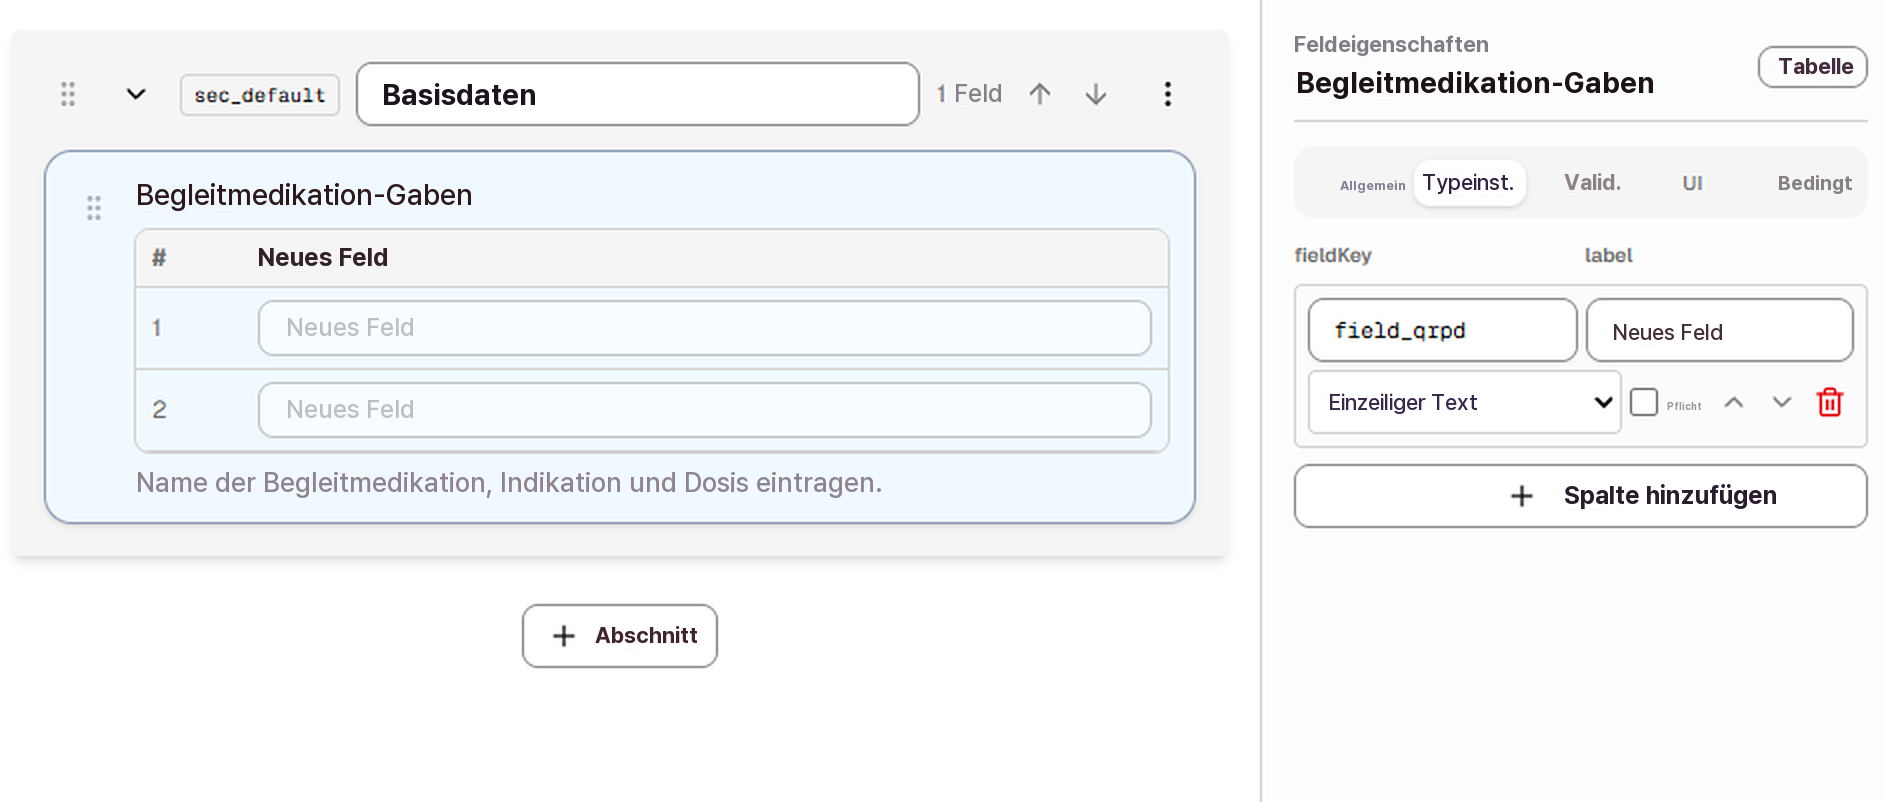 sec_default
Basisdaten
1 Feld
Begleitmedikation-Gaben
# Neues Feld
1 Neues Feld
2 Neues Feld
Name der Begleitmedikation, Indikation und Dosis eintragen.
+ Abschnitt
Feldeigenschaften
Begleitmedikation-Gaben
Tabelle
Allgemein Typeinst. Valid. UI Bedingt
fieldKey label
field_qrpd Neues Feld
Einzeiliger Text Pflicht
+ Spalte hinzufügen